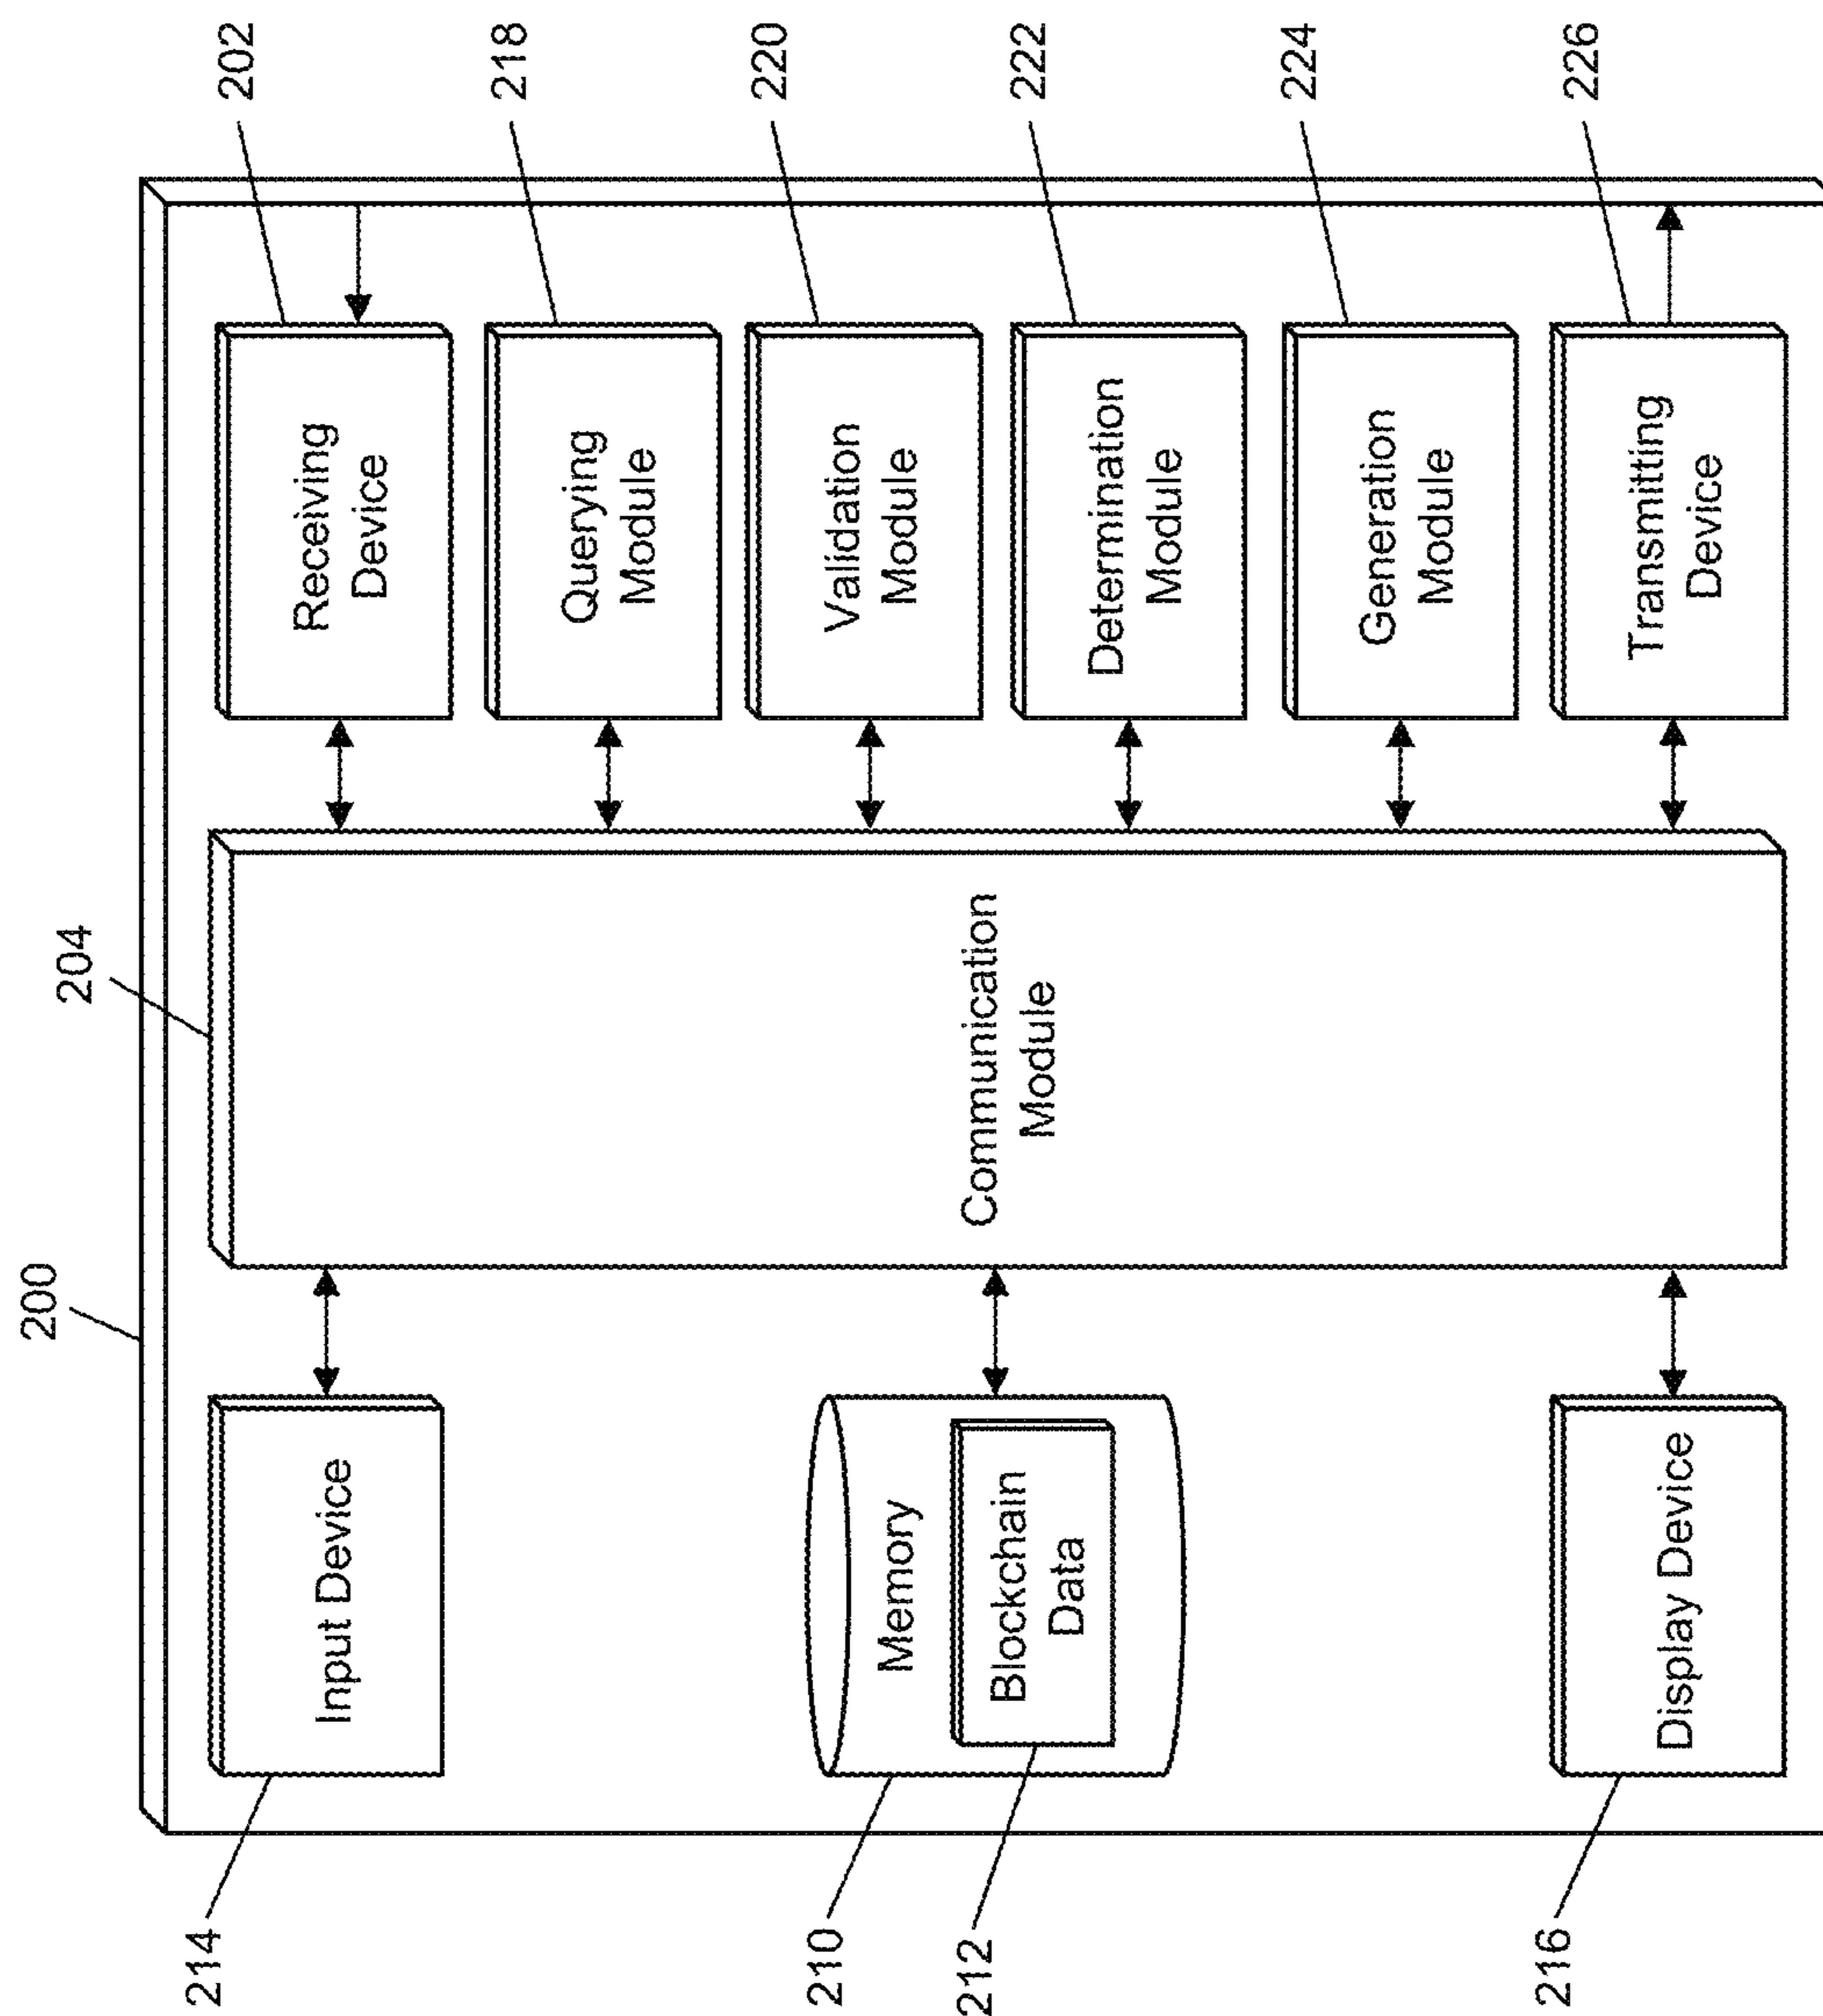 200
204
214
202
Input Device
Receiving
Device
218
Querying
Module
210
220
Memory
Validation
Module
212
Blockchain
Data
Communication
Module
222
Determination
Module
224
Generation
Module
216
226
Display Device
Transmitting
Device